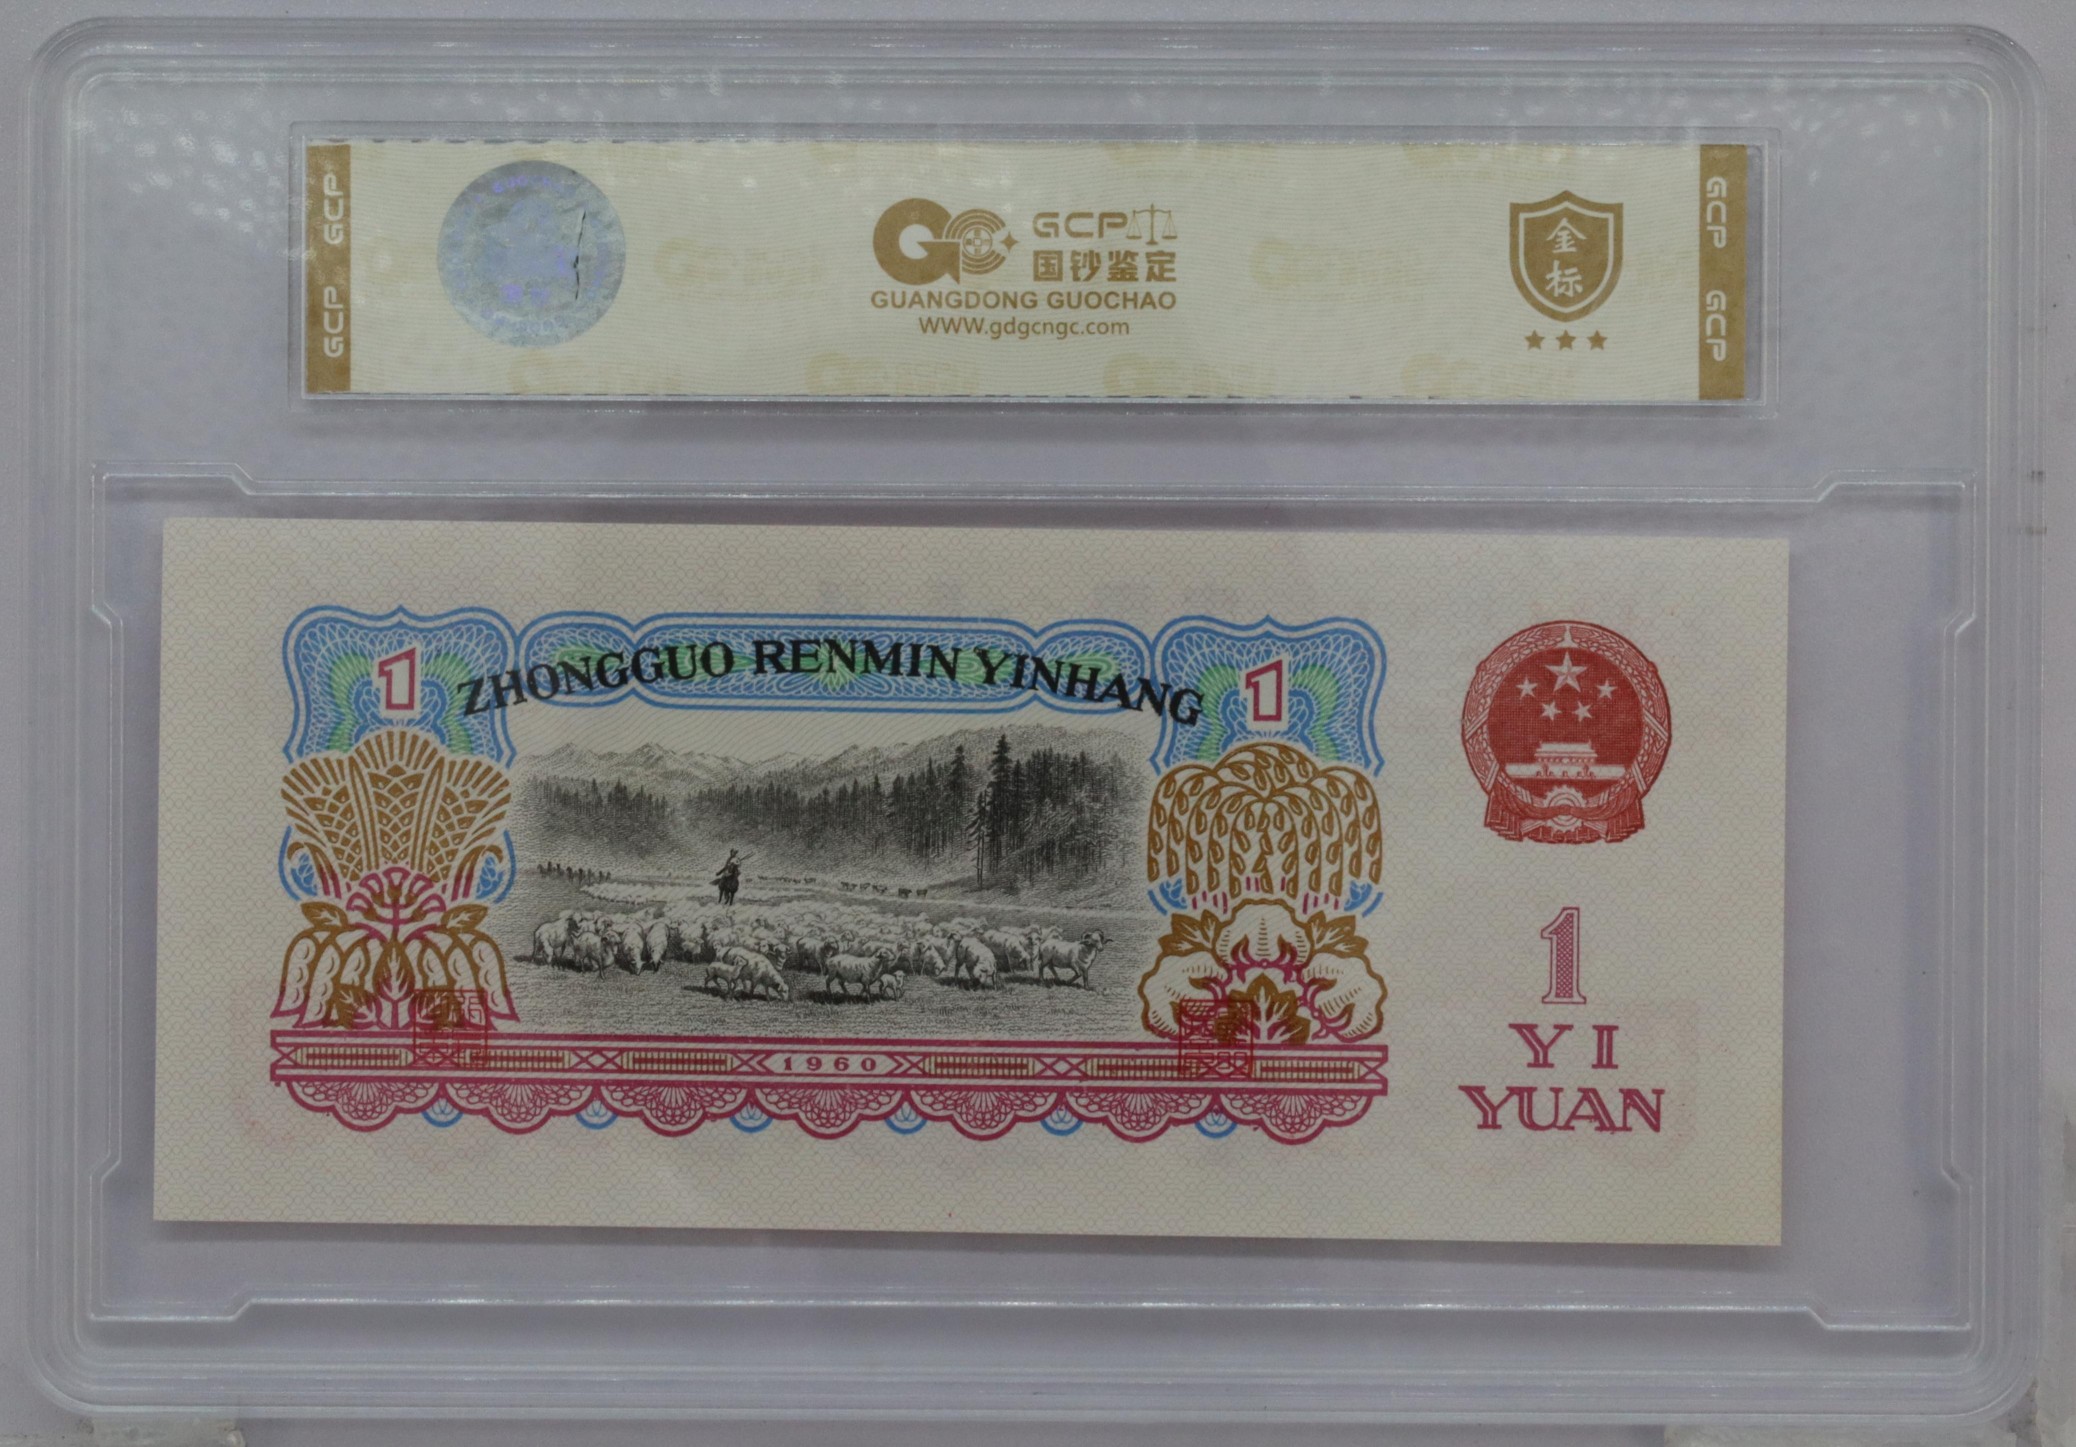 GCP GCP
GCP
国钞鉴定
GUANGDONG GUOCHAO
www.gdgcngc.com
金
标
GCP GCP
1
ZHONGGUO RENMIN YINHANG
1
1960
1
YI
YUAN